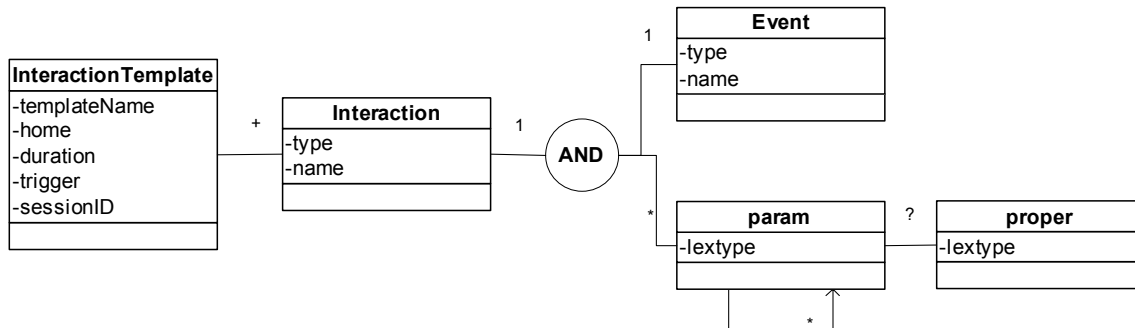 InteractionTemplate
-templateName
-home
-duration
-trigger
-sessionID
+
Interaction
-type
-name
1
AND
1
Event
-type
-name
*
param
-lextype
?
proper
-lextype
*